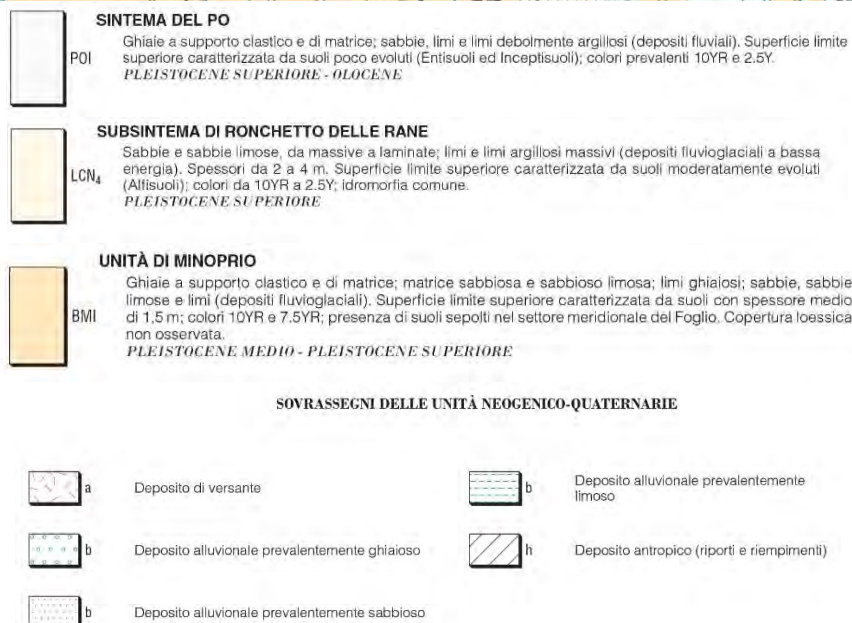 SINTEMA DEL PO
POI
Ghiaie a supporto clastico e di matrice; sabbie, limi e limi debolmente argillosi (depositi fluviali). Superficie limite
superiore caratterizzata da suoli poco evoluti (Entisuoli ed Inceptisuoli); colori prevalenti 10YR e 2.5Y.
PLEISTOCENE SUPERIORE - OLOCENE
SUBSINTEMA DI RONCHETTO DELLE RANE
LCN4
Sabbie e sabbie limose, da massive a laminate; limi e limi argillosi massivi (depositi fluvioglaciali a bassa
energia). Spessori da 2 a 4 m. Superficie limite superiore caratterizzata da suoli moderatamente evoluti
(Alfisuoli); colori da 10YR a 2.5Y; idromorfia comune.
PLEISTOCENE SUPERIORE
UNITÀ DI MINOPRIO
BMI
Ghiaie a supporto clastico e di matrice; matrice sabbiosa e sabbioso limosa; limi ghiaiosi; sabbie, sabbie
limose e limi (depositi fluvioglaciali). Superficie limite superiore caratterizzata da suoli con spessore medio
di 1,5 m; colori 10YR e 7.5YR; presenza di suoli sepolti nel settore meridionale del Foglio. Copertura loessica
non osservata.
PLEISTOCENE MEDIO - PLEISTOCENE SUPERIORE
SOVRASSEGNI DELLE UNITÀ NEOGENICO-QUATERNARIE
a Deposito di versante
b Deposito alluvionale prevalentemente ghiaioso
b Deposito alluvionale prevalentemente sabbioso
b Deposito alluvionale prevalentemente
limoso
h Deposito antropico (riporti e riempimenti)